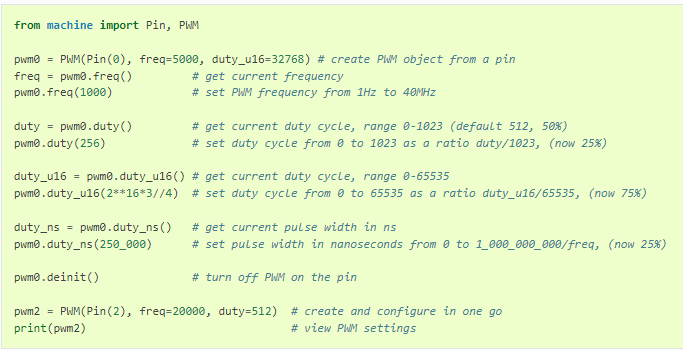 from machine import Pin, PWM
pwm0 = PWM(Pin(0), freq=5000, duty_u16=32768) # create PWM object from a pin
freq = pwm0.freq()         # get current frequency
pwm0.freq(1000)            # set PWM frequency from 1Hz to 40MHz
duty = pwm0.duty()         # get current duty cycle, range 0-1023 (default 512, 50%)
pwm0.duty(256)             # set duty cycle from 0 to 1023 as a ratio duty/1023, (now 25%)
duty_u16 = pwm0.duty_u16() # get current duty cycle, range 0-65535
pwm0.duty_u16(2**16*3//4)  # set duty cycle from 0 to 65535 as a ratio duty_u16/65535, (now 75%)
duty_ns = pwm0.duty_ns()   # get current pulse width in ns
pwm0.duty_ns(250_000)      # set pulse width in nanoseconds from 0 to 1_000_000_000/freq, (now 25%)
pwm0.deinit()              # turn off PWM on the pin
pwm2 = PWM(Pin(2), freq=20000, duty=512)  # create and configure in one go
print(pwm2)                               # view PWM settings